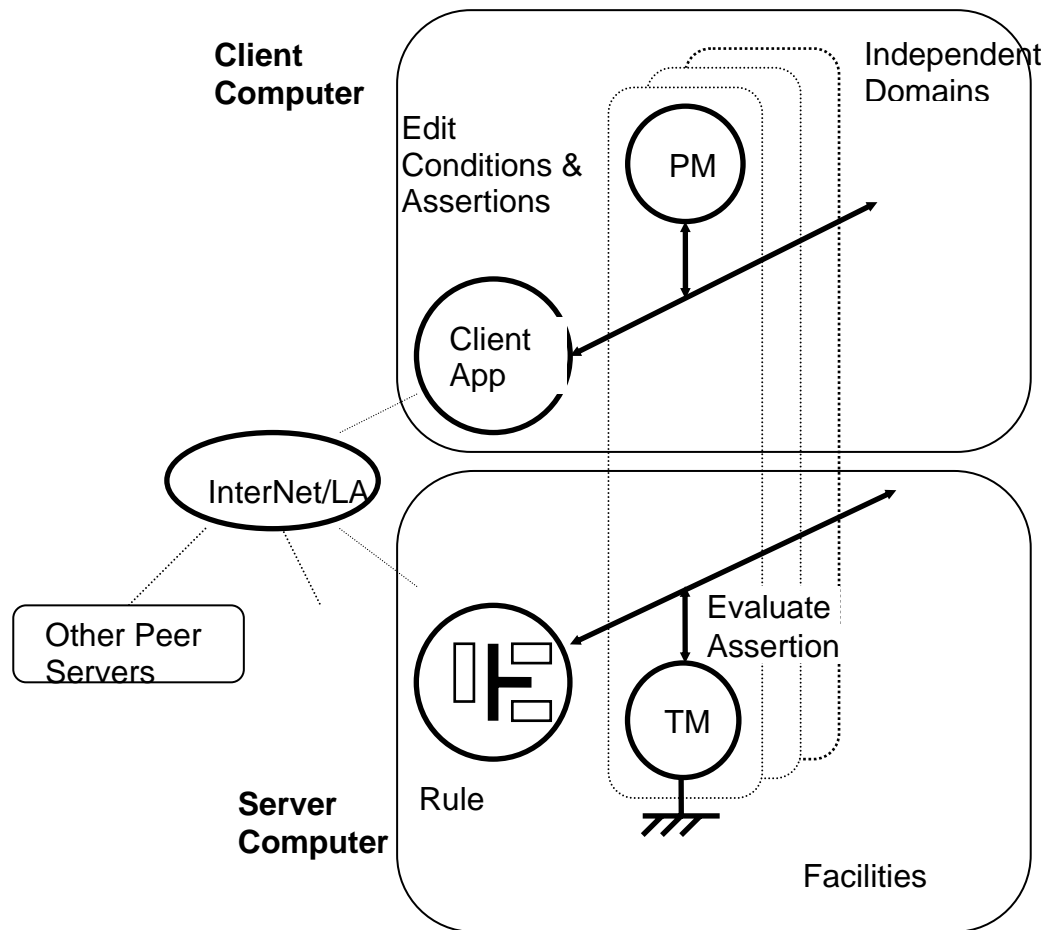 Client
Computer
Independent
Domains
Edit
Conditions &
Assertions
PM
Client
App
InterNet/LA
Other Peer
Servers
Evaluate
Assertion
TM
Rule
Server
Computer
Facilities